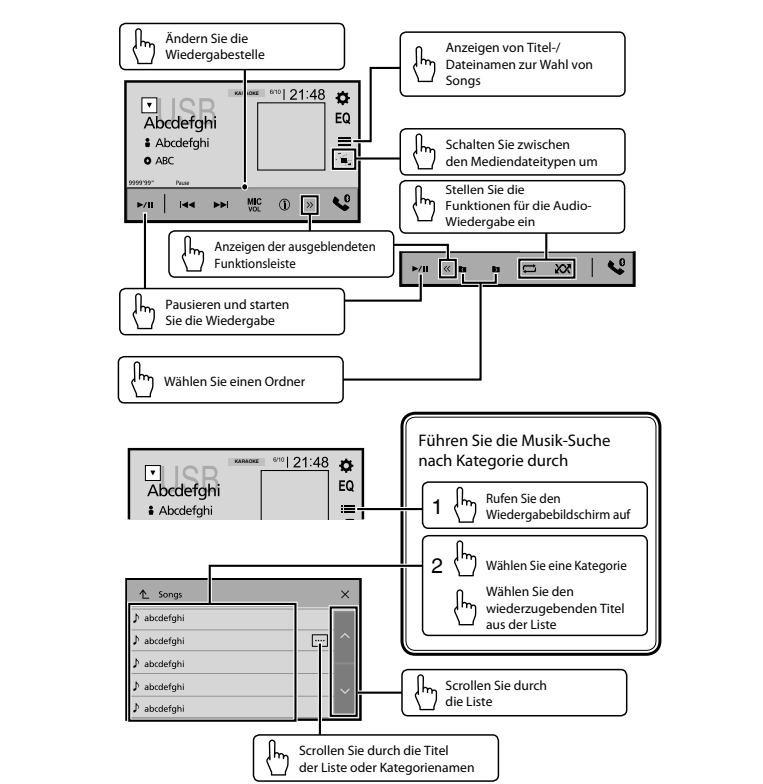 Ändern Sie die
Wiedergabestelle
Anzeigen von Titel-/
Dateinamen zur Wahl von
Songs
USB
KARAOKE
6/10 21:48
EQ
Abcdefghi
Abcdefghi
ABC
9999'99"
Pause
MIC
VOL
Schalten Sie zwischen
den Mediendateitypen um
Stellen Sie die
Funktionen für die Audio-
Wiedergabe ein
Anzeigen der ausgeblendeten
Funktionsleiste
Pausieren und starten
Sie die Wiedergabe
Wählen Sie einen Ordner
USB
KARAOKE
6/10 21:48
EQ
Abcdefghi
Abcdefghi
Führen Sie die Musik-Suche
nach Kategorie durch
1
Rufen Sie den
Wiedergabebildschirm auf
2
Wählen Sie eine Kategorie
Wählen Sie den
wiederzugebenden Titel
aus der Liste
Songs
abcdefghi
abcdefghi
abcdefghi
abcdefghi
abcdefghi
Scrollen Sie durch
die Liste
Scrollen Sie durch die Titel
der Liste oder Kategorienamen